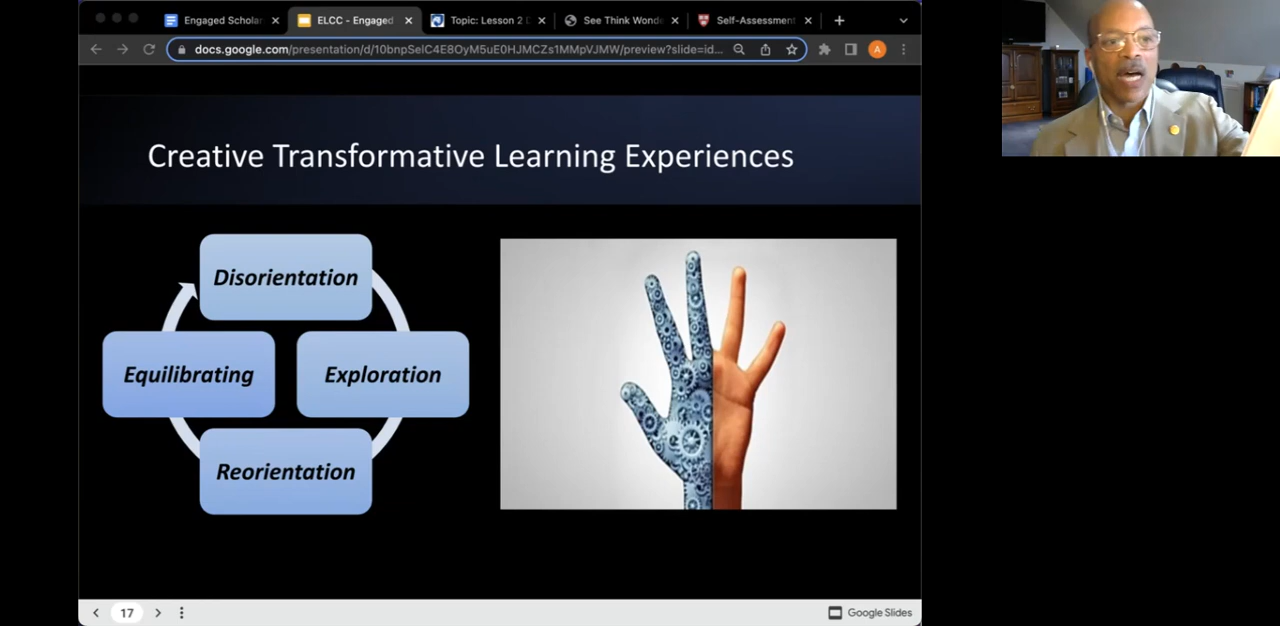 Engaged Scholar
ELCC - Engaged
Topic: Lesson 2 D
See Think Wonde
Self-Assessment
docs.google.com/presentation/d/10bnpSelC4E8OyM5uE0HJMCZs1MMpVJMW/preview?slide=id...
A
Creative Transformative Learning Experiences
Disorientation
Equilibrating
Exploration
Reorientation
17
Google Slides